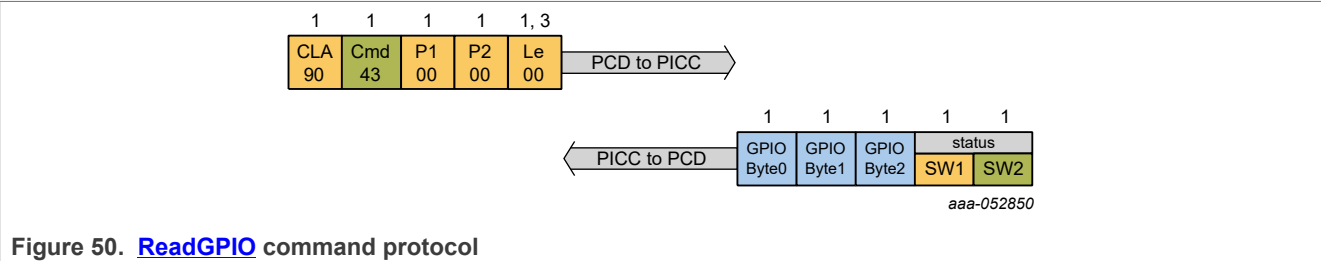 1 1 1 1 1, 3
CLA Cmd P1 P2 Le
90 43 00 00 00
PCD to PICC
1 1 1 1 1
GPIO GPIO GPIO status
Byte0 Byte1 Byte2 SW1 SW2
PICC to PCD
aaa-052850
Figure 50. ReadGPIO command protocol